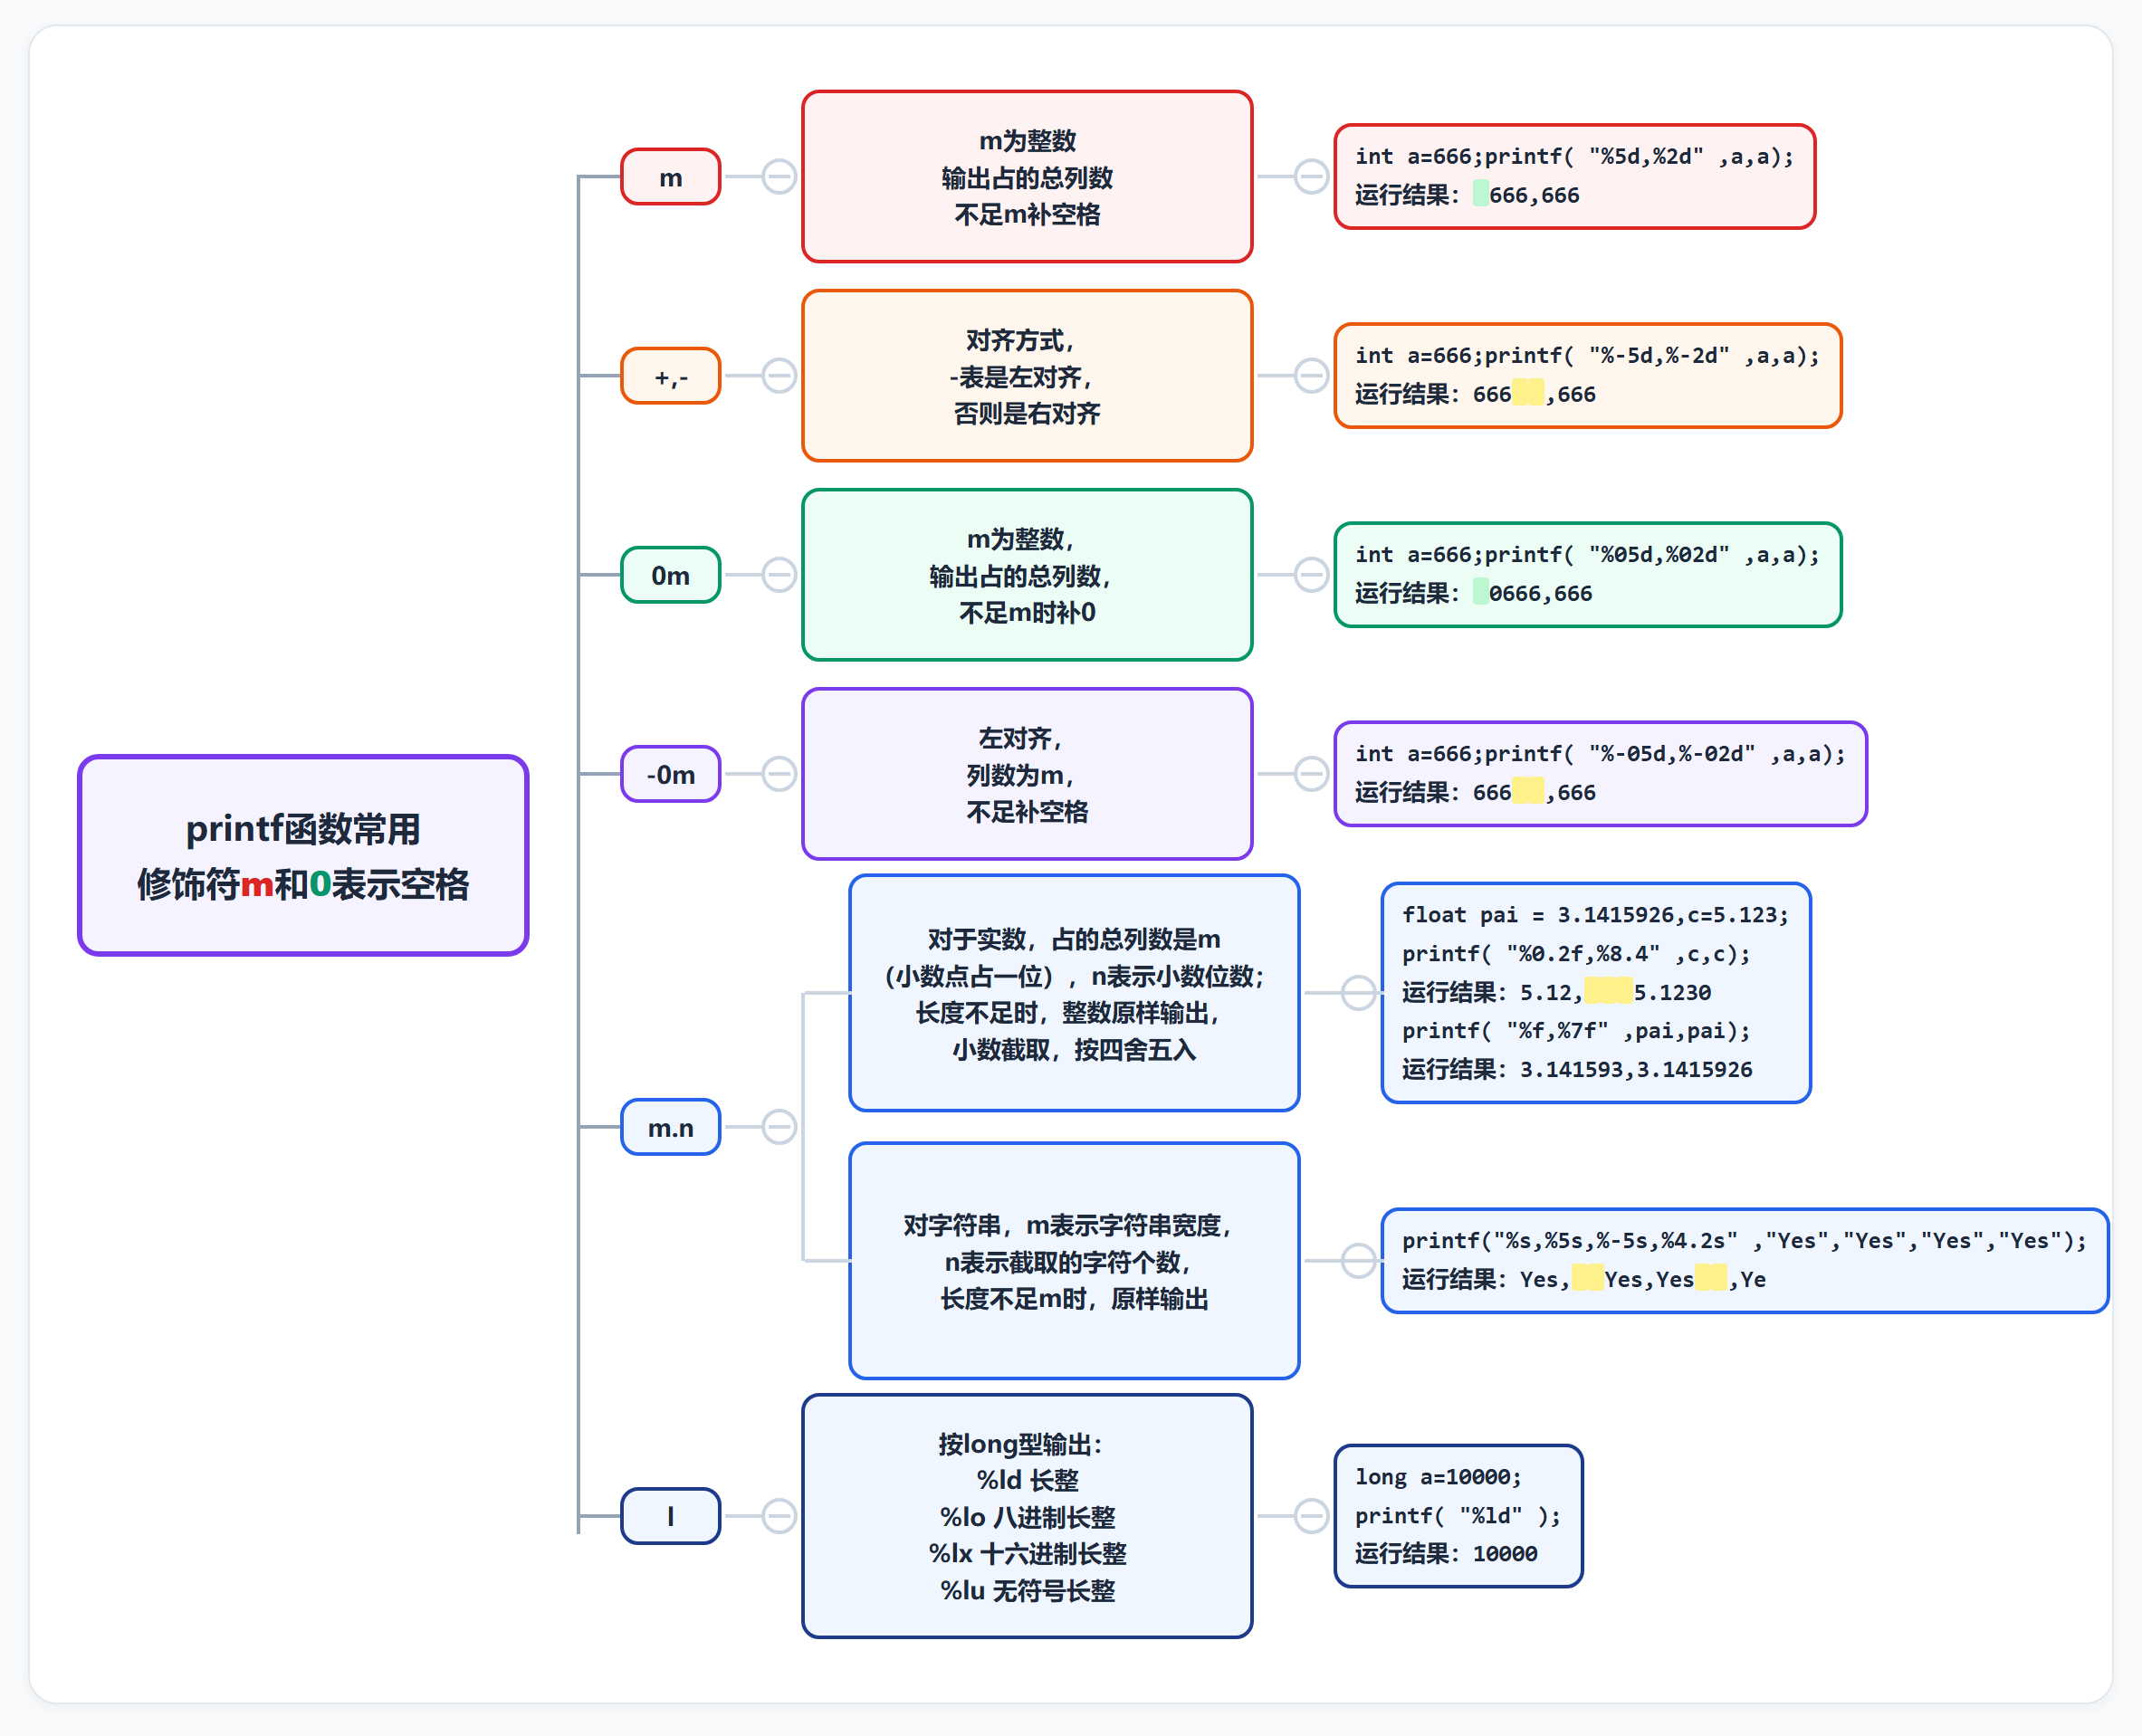 printf函数常用
修饰符m和0表示空格
m
m为整数
输出占的总列数
不足m补空格
int a=666;printf( "%5d,%2d" ,a,a);
运行结果： 666,666
+,-
对齐方式，
-表是左对齐，
否则是右对齐
int a=666;printf( "%-5d,%-2d" ,a,a);
运行结果：666  ,666
0m
m为整数，
输出占的总列数，
不足m时补0
int a=666;printf( "%05d,%02d" ,a,a);
运行结果： 0666,666
-0m
左对齐，
列数为m，
不足补空格
int a=666;printf( "%-05d,%-02d" ,a,a);
运行结果：666  ,666
m.n
对于实数，占的总列数是m
（小数点占一位），n表示小数位数；
长度不足时，整数原样输出，
小数截取，按四舍五入
float pai = 3.1415926,c=5.123;
printf( "%0.2f,%8.4" ,c,c);
运行结果：5.12,   5.1230
printf( "%f,%7f" ,pai,pai);
运行结果：3.141593,3.1415926
对字符串，m表示字符串宽度，
n表示截取的字符个数，
长度不足m时，原样输出
printf("%s,%5s,%-5s,%4.2s" ,"Yes","Yes","Yes","Yes");
运行结果：Yes,  Yes,Yes  ,Ye
l
按long型输出：
%ld 长整
%lo 八进制长整
%lx 十六进制长整
%lu 无符号长整
long a=10000;
printf( "%ld" );
运行结果：10000